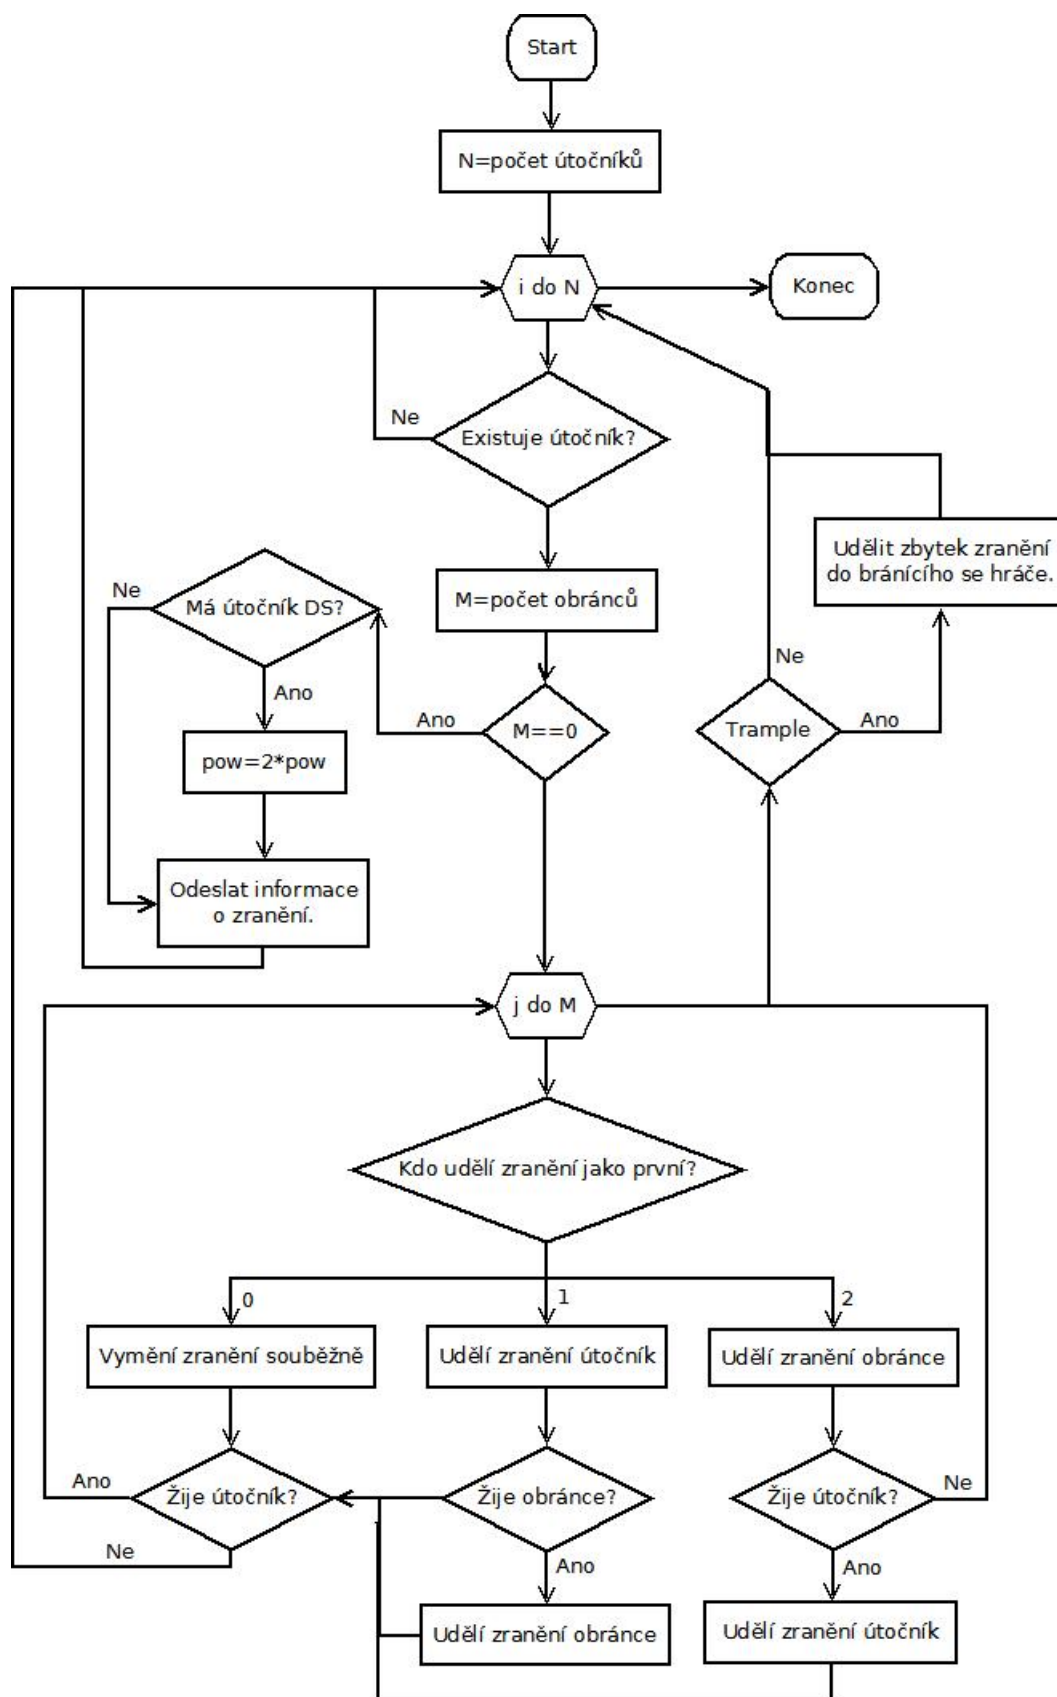 Start
N=počet útočníků
i do N
Konec
Ne
Existuje útočník?
Udělit zbytek zranění
do bránícího se hráče.
Ne
Má útočník DS?
M=počet obránců
Ne
Ano
Ano
M==0
Trample
Ano
pow=2*pow
Odeslat informace
o zranění.
j do M
Kdo udělí zranění jako první?
0
1
2
Vymění zranění souběžně
Udělí zranění útočník
Udělí zranění obránce
Ano
Žije útočník?
Žije obránce?
Žije útočník?
Ne
Ne
Ano
Ano
Udělí zranění obránce
Udělí zranění útočník